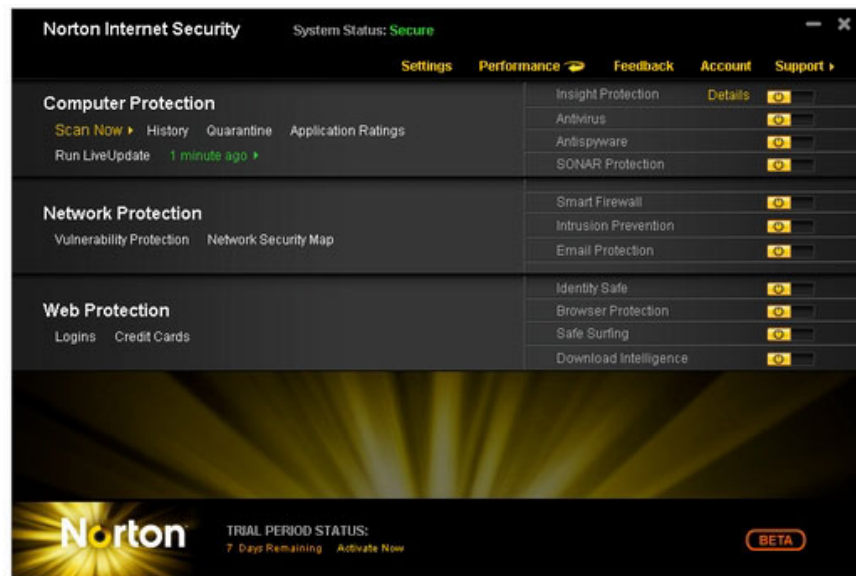 Norton Internet Security System Status: Secure
Settings Performance Feedback Account Support
Computer Protection
Scan Now History Quarantine Application Ratings
Run LiveUpdate 1 minute ago
Insight Protection Details
Antivirus
Antispyware
SONAR Protection
Network Protection
Vulnerability Protection Network Security Map
Smart Firewall
Intrusion Prevention
Email Protection
Web Protection
Logins Credit Cards
Identity Safe
Browser Protection
Safe Surfing
Download Intelligence
Norton
TRIAL PERIOD STATUS:
7 Days Remaining Activate Now
BETA